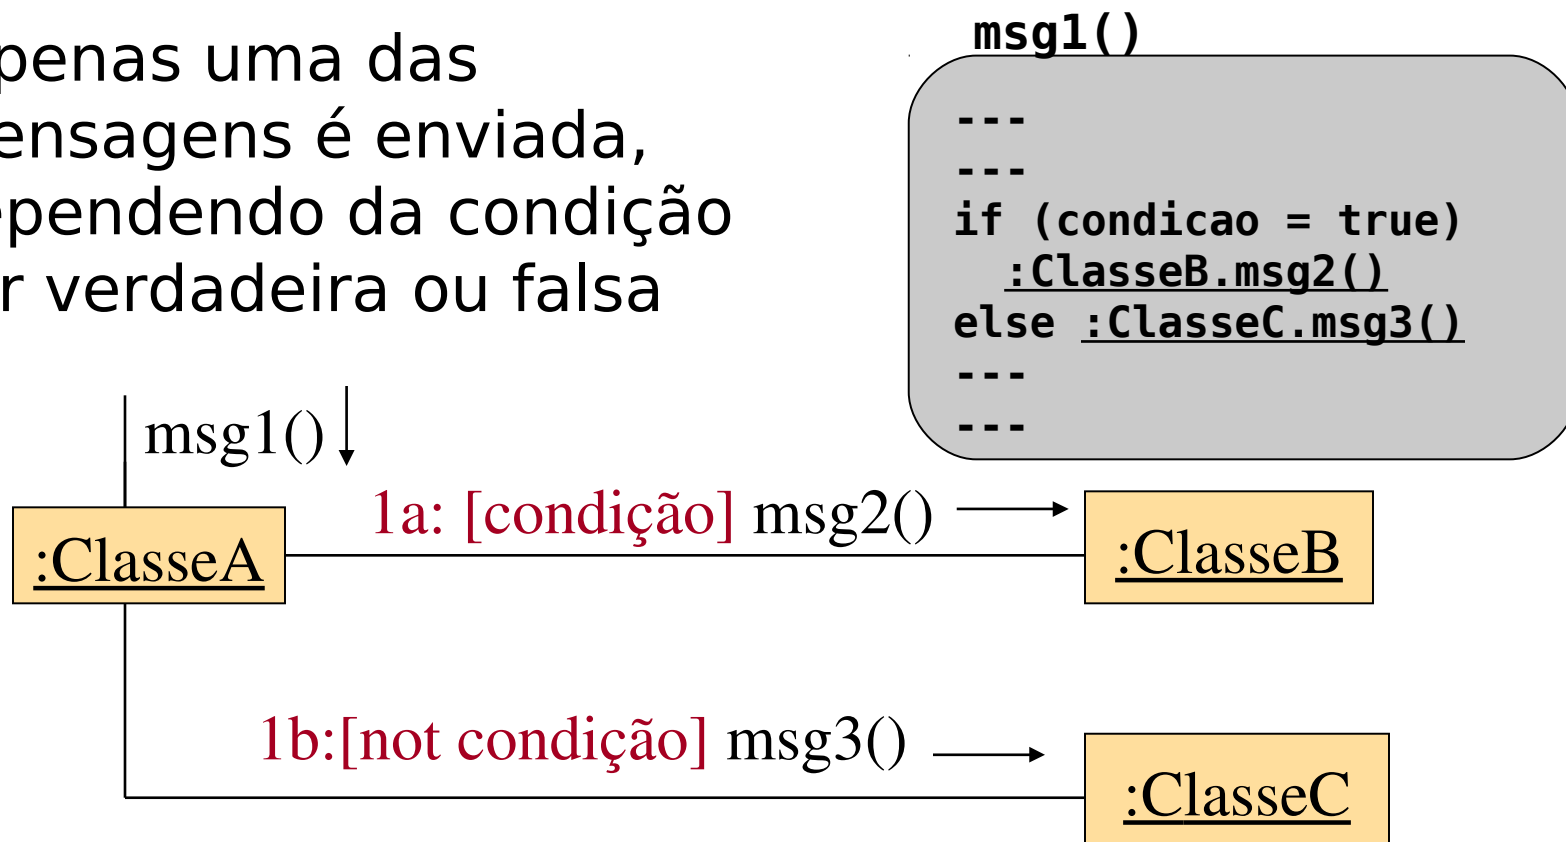 penas uma das
ensagens é enviada,
ependendo da condição
r verdadeira ou falsa
msg1()
---
---
if (condicao = true)
:ClasseB.msg2()
else :ClasseC.msg3()
---
---
msg1()
1a: [condição] msg2()
:ClasseA
:ClasseB
1b:[not condição] msg3()
:ClasseC